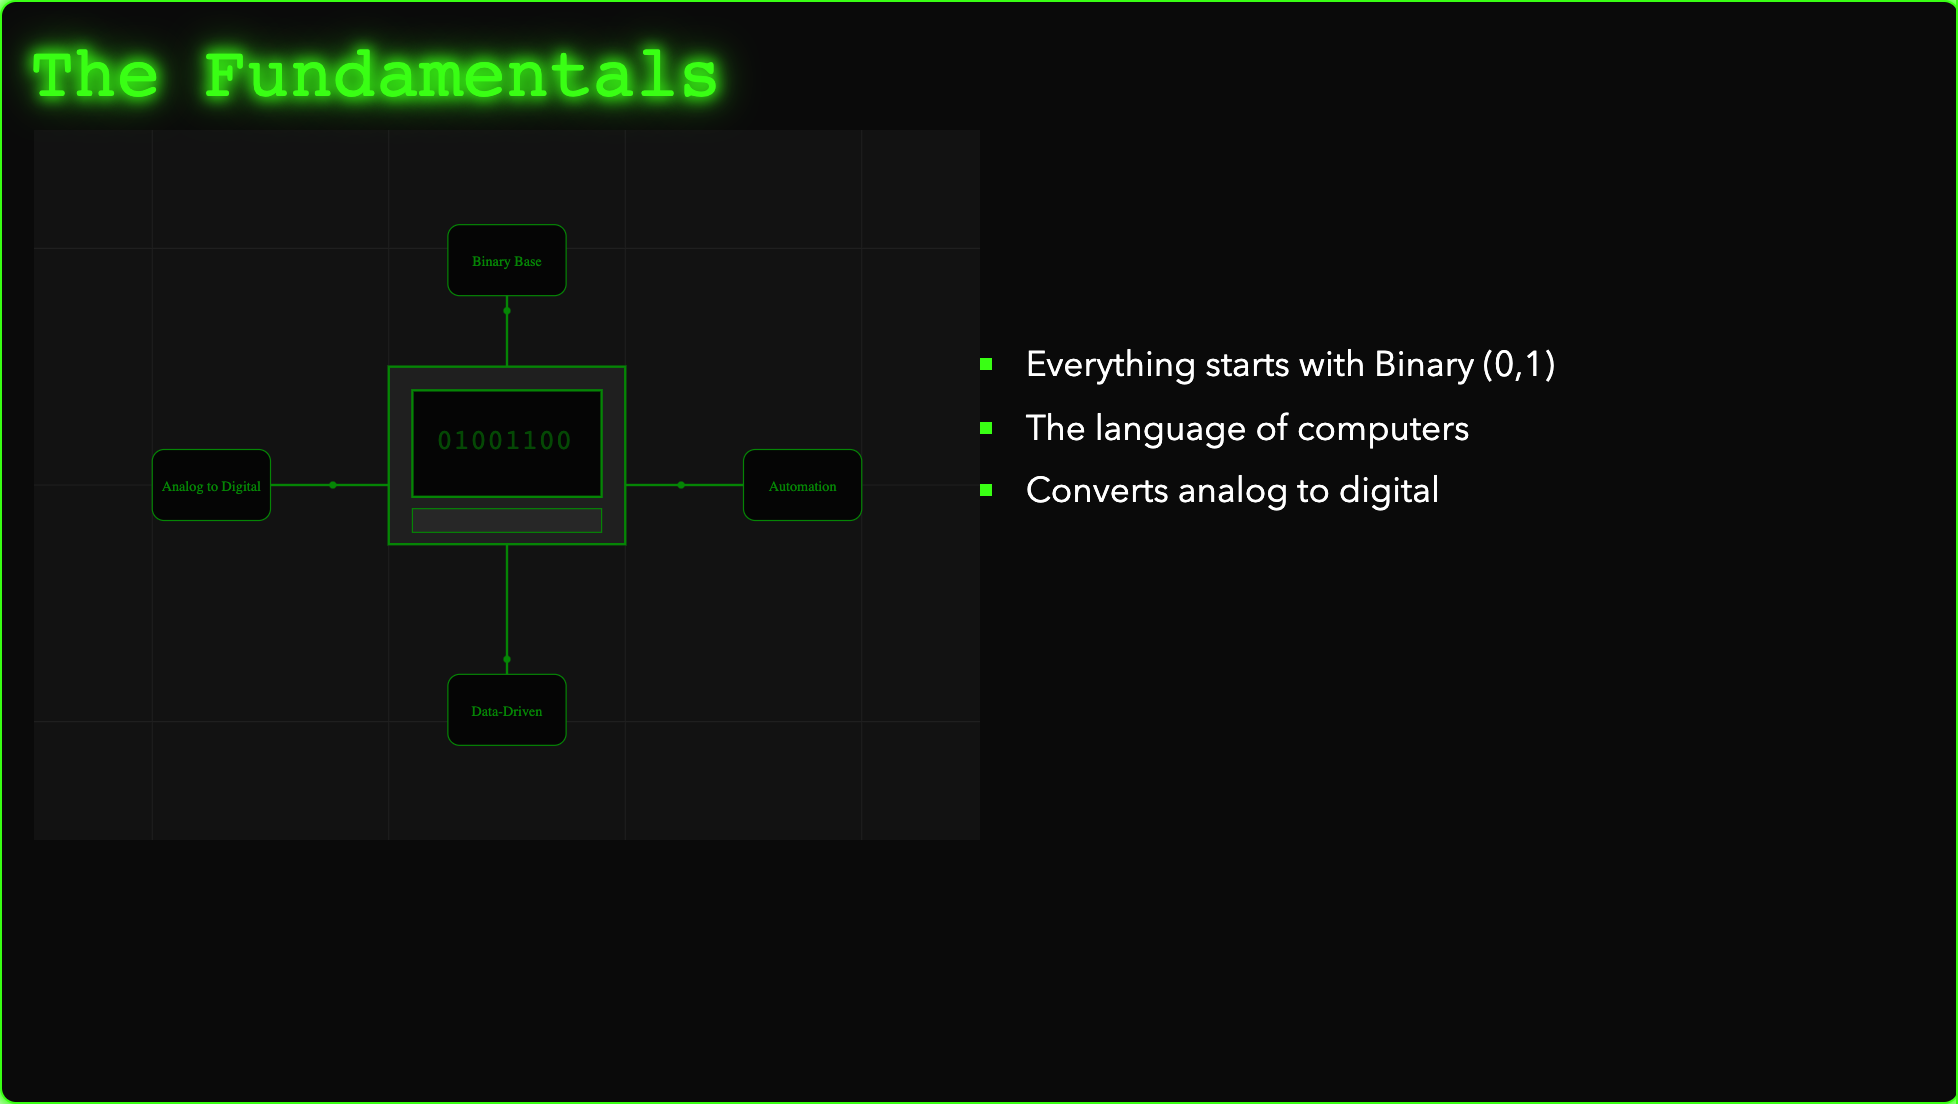 The Fundamentals
Binary Base
01001100
Analog to Digital
Automation
Data-Driven
Everything starts with Binary (0,1)
The language of computers
Converts analog to digital